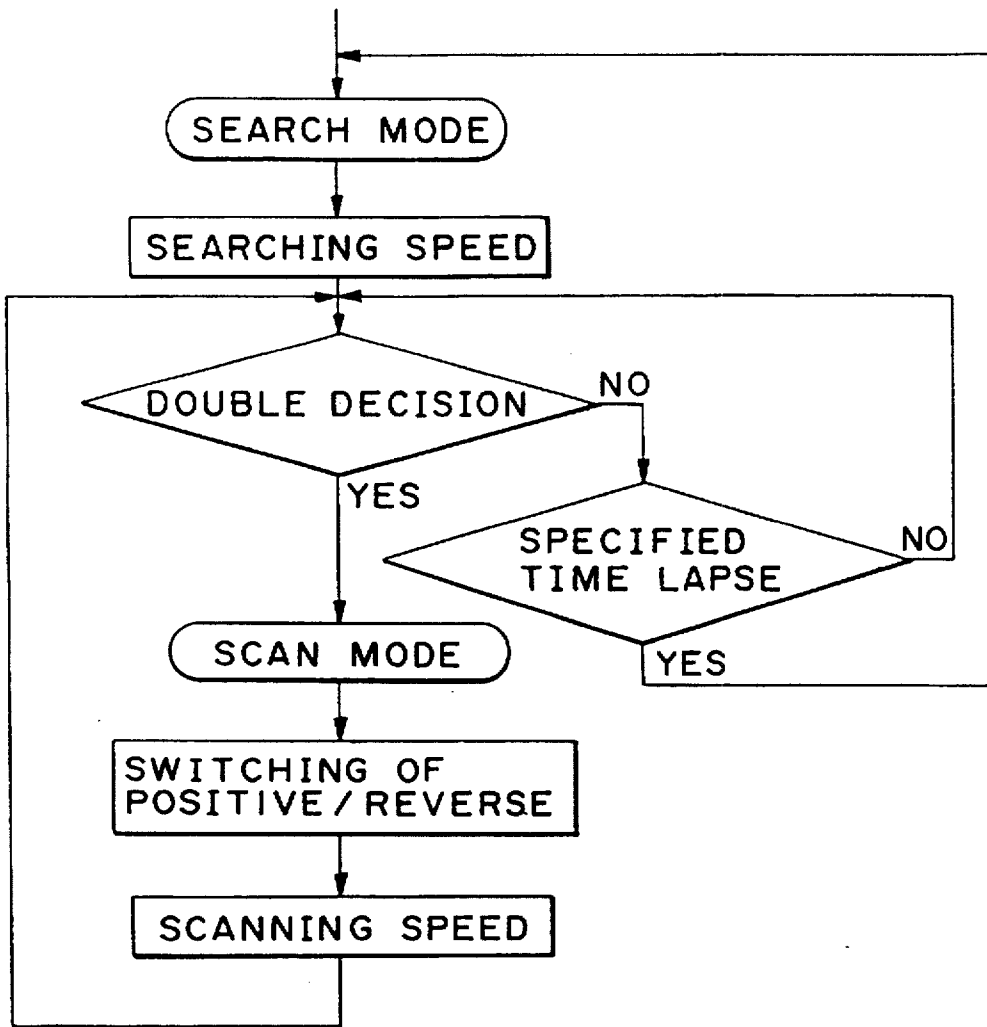 SEARCH MODE
SEARCHING SPEED
DOUBLE DECISION
NO
YES
SPECIFIED
TIME LAPSE
NO
YES
SCAN MODE
SWITCHING OF
POSITIVE/REVERSE
SCANNING SPEED